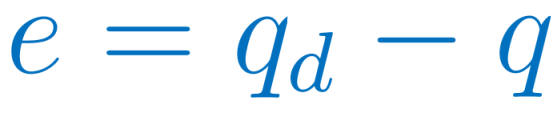 e = q_d − q